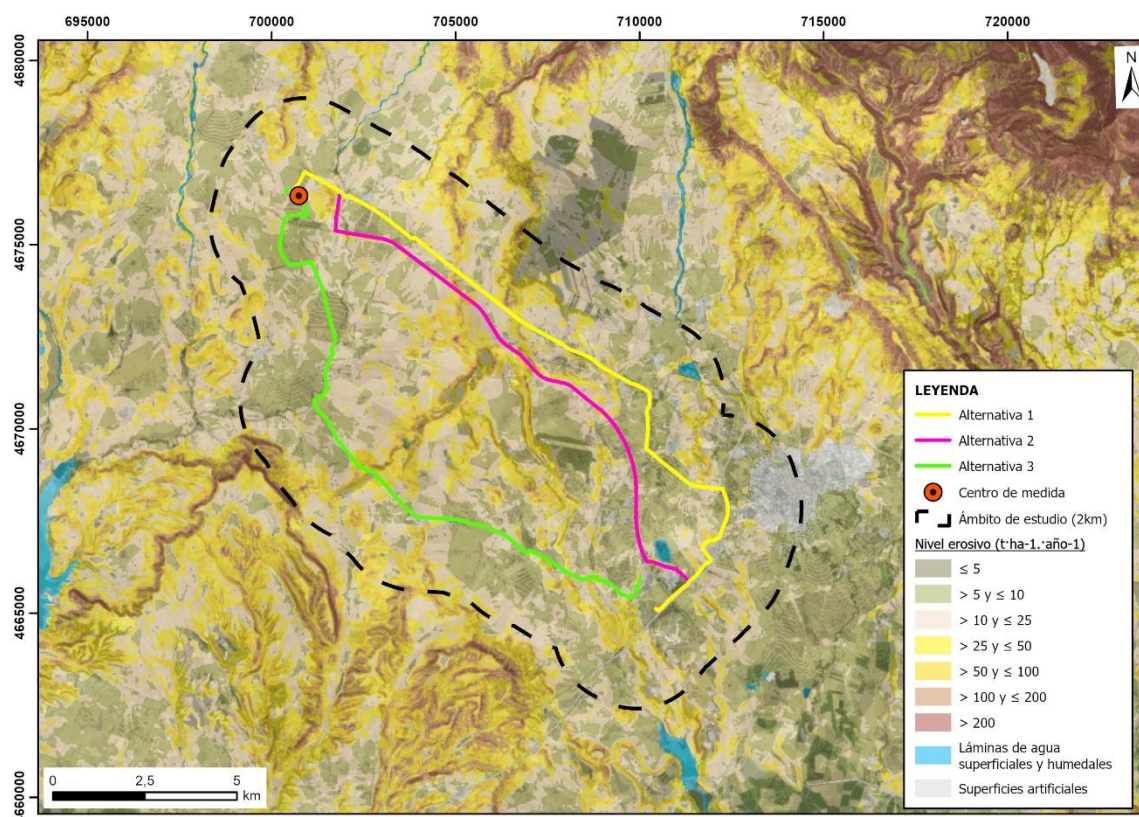 695000 700000 705000 710000 715000 720000
4680000
4675000
4670000
4665000
4660000
N
LEYENDA
Alternativa 1
Alternativa 2
Alternativa 3
Centro de medida
Ámbito de estudio (2km)
Nivel erosivo (t·ha-1.·año-1)
≤ 5
> 5 y ≤ 10
> 10 y ≤ 25
> 25 y ≤ 50
> 50 y ≤ 100
> 100 y ≤ 200
> 200
Láminas de agua
superficiales y humedales
Superficies artificiales
0 2,5 5
km